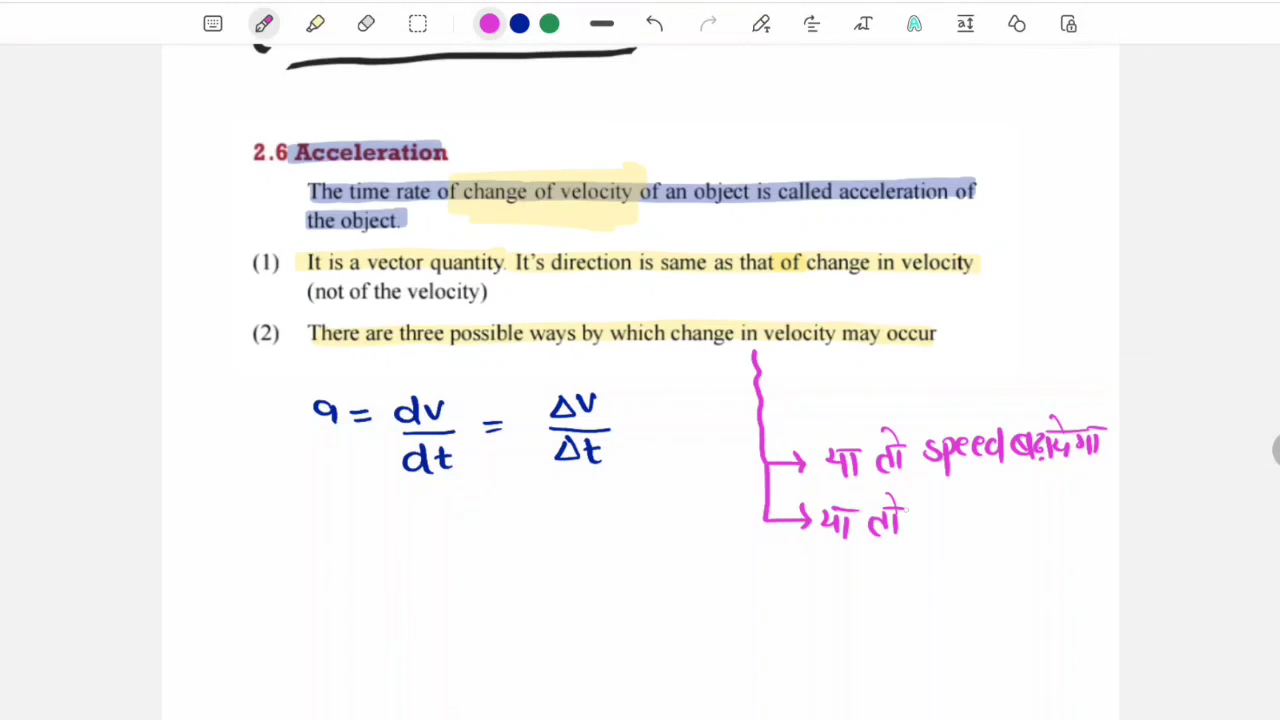 2.6 Acceleration
The time rate of change of velocity of an object is called acceleration of
the object.
(1) It is a vector quantity. It's direction is same as that of change in velocity
(not of the velocity)
(2) There are three possible ways by which change in velocity may occur
a = dv/dt = Δv/Δt
→ या तो speed बढ़ायेगा
→ या तो